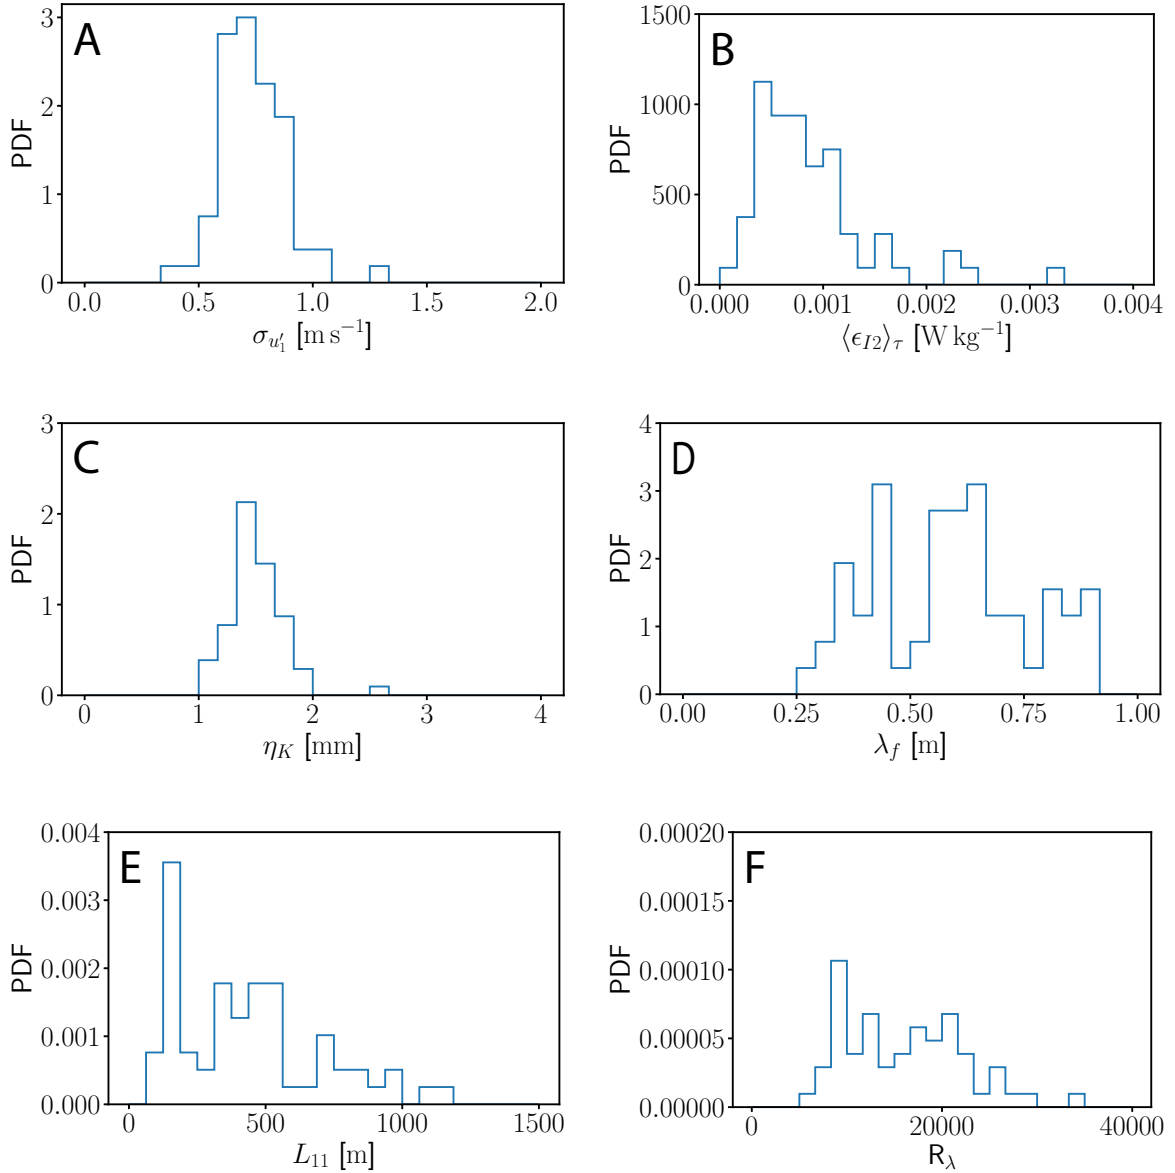 A
PDF
3
2
1
0
0.0 0.5 1.0 1.5 2.0
σ_{u′_1} [m s⁻¹]
B
PDF
1500
1000
500
0
0.000 0.001 0.002 0.003 0.004
⟨ϵ_{I2}⟩_τ [W kg⁻¹]
C
PDF
3
2
1
0
0 1 2 3 4
η_K [mm]
D
PDF
4
3
2
1
0
0.00 0.25 0.50 0.75 1.00
λ_f [m]
E
PDF
0.004
0.003
0.002
0.001
0.000
0 500 1000 1500
L₁₁ [m]
F
PDF
0.00020
0.00015
0.00010
0.00005
0.00000
0 20000 40000
R_λ